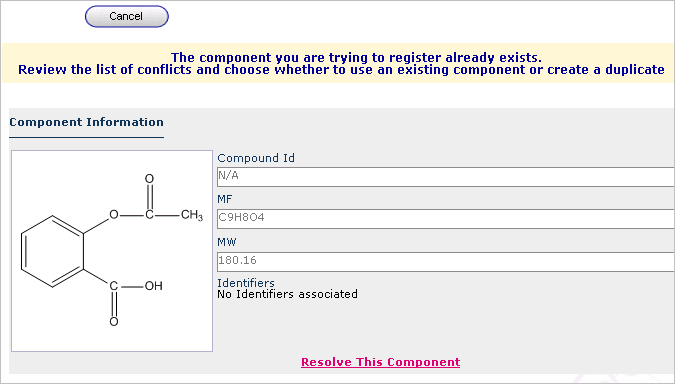 Cancel
The component you are trying to register already exists.
Review the list of conflicts and choose whether to use an existing component or create a duplicate
Component Information
Compound Id
N/A
MF
C9H8O4
MW
180.16
Identifiers
No Identifiers associated
O
O
C
CH3
C
OH
O
Resolve This Component